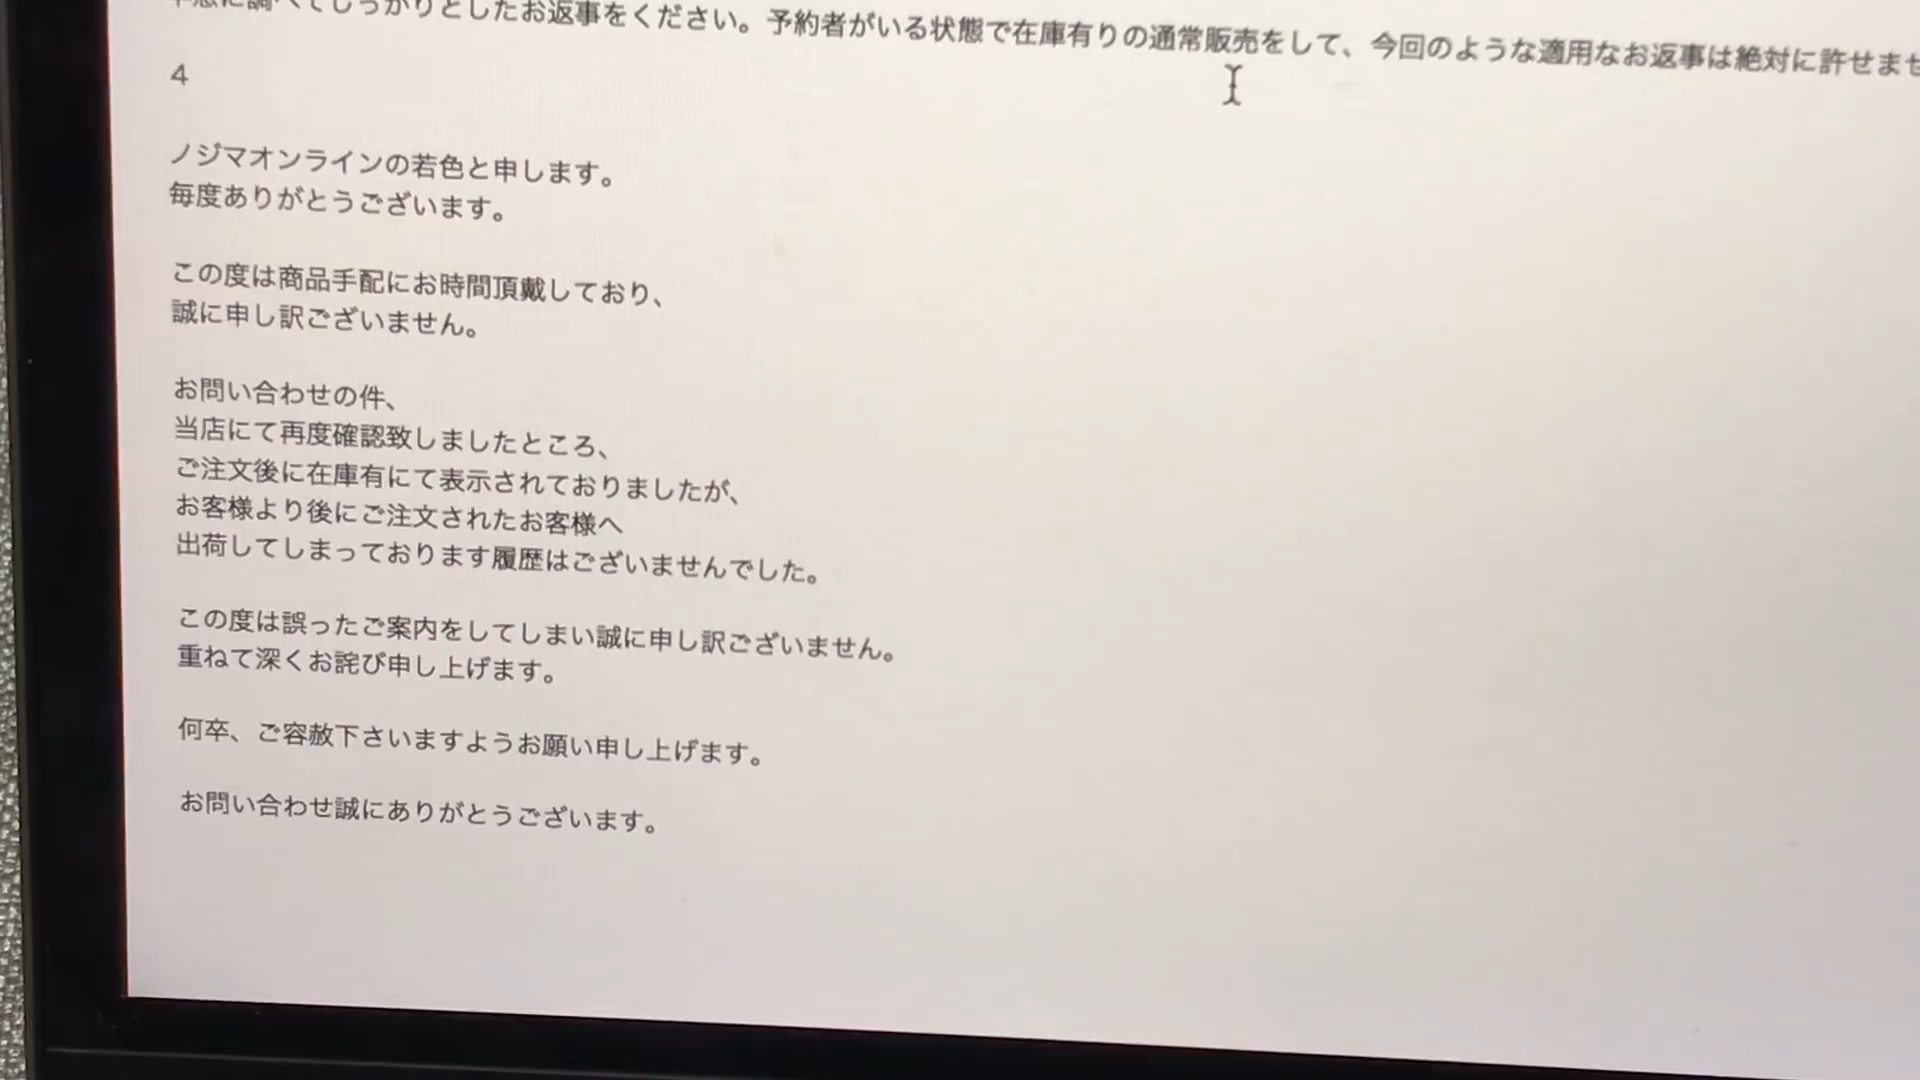 早急に調べてしっかりとしたお返事をください。予約者がいる状態で在庫有りの通常販売をして、今回のような適用なお返事は絶対に許せませ
4
ノジマオンラインの若色と申します。
毎度ありがとうございます。
この度は商品手配にお時間頂戴しており、
誠に申し訳ございません。
お問い合わせの件、
当店にて再度確認致しましたところ、
ご注文後に在庫有にて表示されておりましたが、
お客様より後にご注文されたお客様へ
出荷してしまっております履歴はございませんでした。
この度は誤ったご案内をしてしまい誠に申し訳ございません。
重ねて深くお詫び申し上げます。
何卒、ご容赦下さいますようお願い申し上げます。
お問い合わせ誠にありがとうございます。